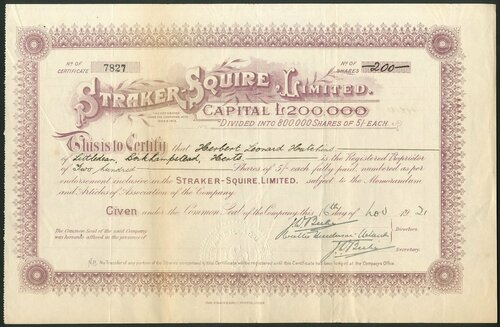 Nº OF CERTIFICATE 7827
Nº OF SHARES 200
STRAKER-SQUIRE, LIMITED.
CAPITAL £200,000
DIVIDED INTO 800,000 SHARES OF 5/- EACH.
This is to Certify that Herbert Leonard
of Berkhampstead, Herts is the Registered Proprietor
of Two hundred Shares of 5/- each fully paid, numbered as per
endorsement inclusive in the STRAKER-SQUIRE, LIMITED. subject to the Memorandum
and Articles of Association of the Company.
Given under the Common Seal of the Company this 16th day of Nov 1921
The Common Seal of the said Company
was hereunto affixed in the presence of
Directors.
Secretary.
N.B. No Transfer of any portion of the Shares comprised in this Certificate will be registered until this Certificate has been lodged at the Company's Office.